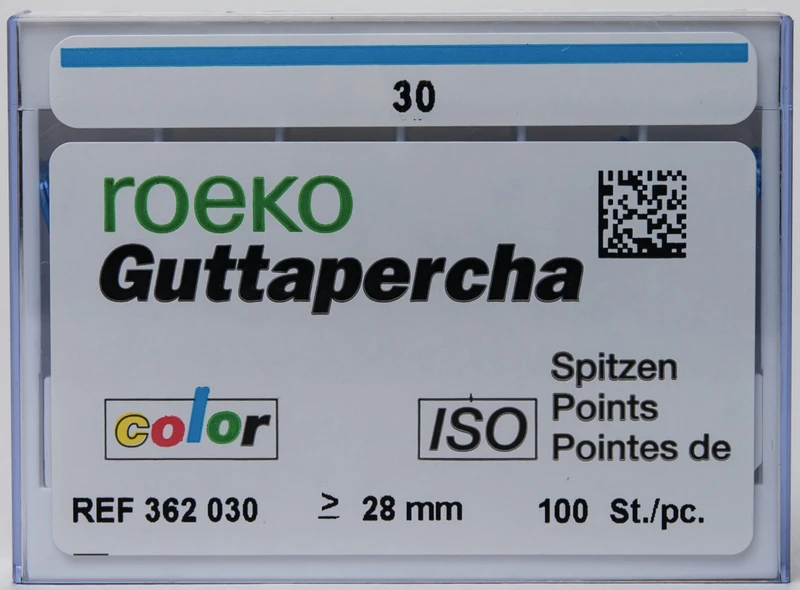 30
roeko
Guttapercha
color
ISO
Spitzen
Points
Pointes de
REF 362 030 ≥ 28 mm 100 St./pc.